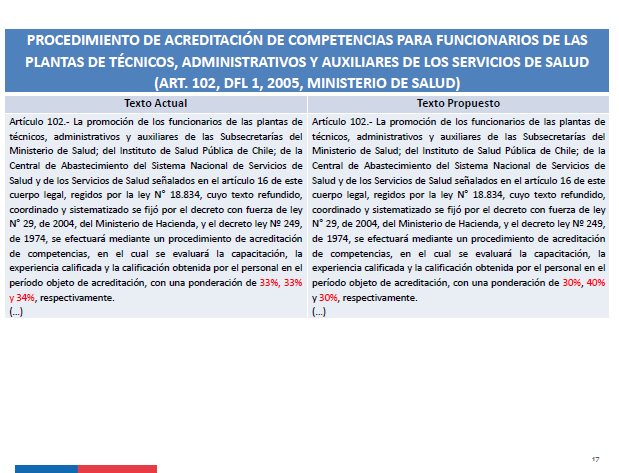 PROCEDIMIENTO DE ACREDITACIÓN DE COMPETENCIAS PARA FUNCIONARIOS DE LAS
PLANTAS DE TÉCNICOS, ADMINISTRATIVOS Y AUXILIARES DE LOS SERVICIOS DE SALUD
(ART. 102, DFL 1, 2005, MINISTERIO DE SALUD)
Texto Actual
Artículo 102.- La promoción de los funcionarios de las plantas de
técnicos, administrativos y auxiliares de las Subsecretarías del
Ministerio de Salud; del Instituto de Salud Pública de Chile; de la
Central de Abastecimiento del Sistema Nacional de Servicios de
Salud y de los Servicios de Salud señalados en el artículo 16 de este
cuerpo legal, regidos por la ley N° 18.834, cuyo texto refundido,
coordinado y sistematizado se fijó por el decreto con fuerza de ley
N° 29, de 2004, del Ministerio de Hacienda, y el decreto ley Nº 249,
de 1974, se efectuará mediante un procedimiento de acreditación
de competencias, en el cual se evaluará la capacitación, la
experiencia calificada y la calificación obtenida por el personal en el
período objeto de acreditación, con una ponderación de 33%, 33%
y 34%, respectivamente.
(...)
Texto Propuesto
Artículo 102.- La promoción de los funcionarios de las plantas de
técnicos, administrativos y auxiliares de las Subsecretarías del
Ministerio de Salud; del Instituto de Salud Pública de Chile; de la
Central de Abastecimiento del Sistema Nacional de Servicios de
Salud y de los Servicios de Salud señalados en el artículo 16 de este
cuerpo legal, regidos por la ley N° 18.834, cuyo texto refundido,
coordinado y sistematizado se fijó por el decreto con fuerza de ley
N° 29, de 2004, del Ministerio de Hacienda, y el decreto ley Nº 249,
de 1974, se efectuará mediante un procedimiento de acreditación
de competencias, en el cual se evaluará la capacitación, la
experiencia calificada y la calificación obtenida por el personal en el
período objeto de acreditación, con una ponderación de 30%, 40%
y 30%, respectivamente.
(...)
17